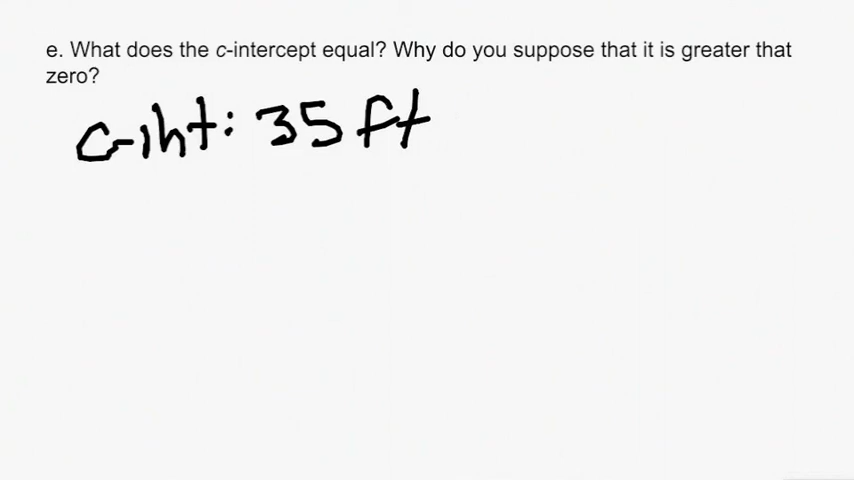 e. What does the c-intercept equal? Why do you suppose that it is greater that
zero?
c-int: 35 ft